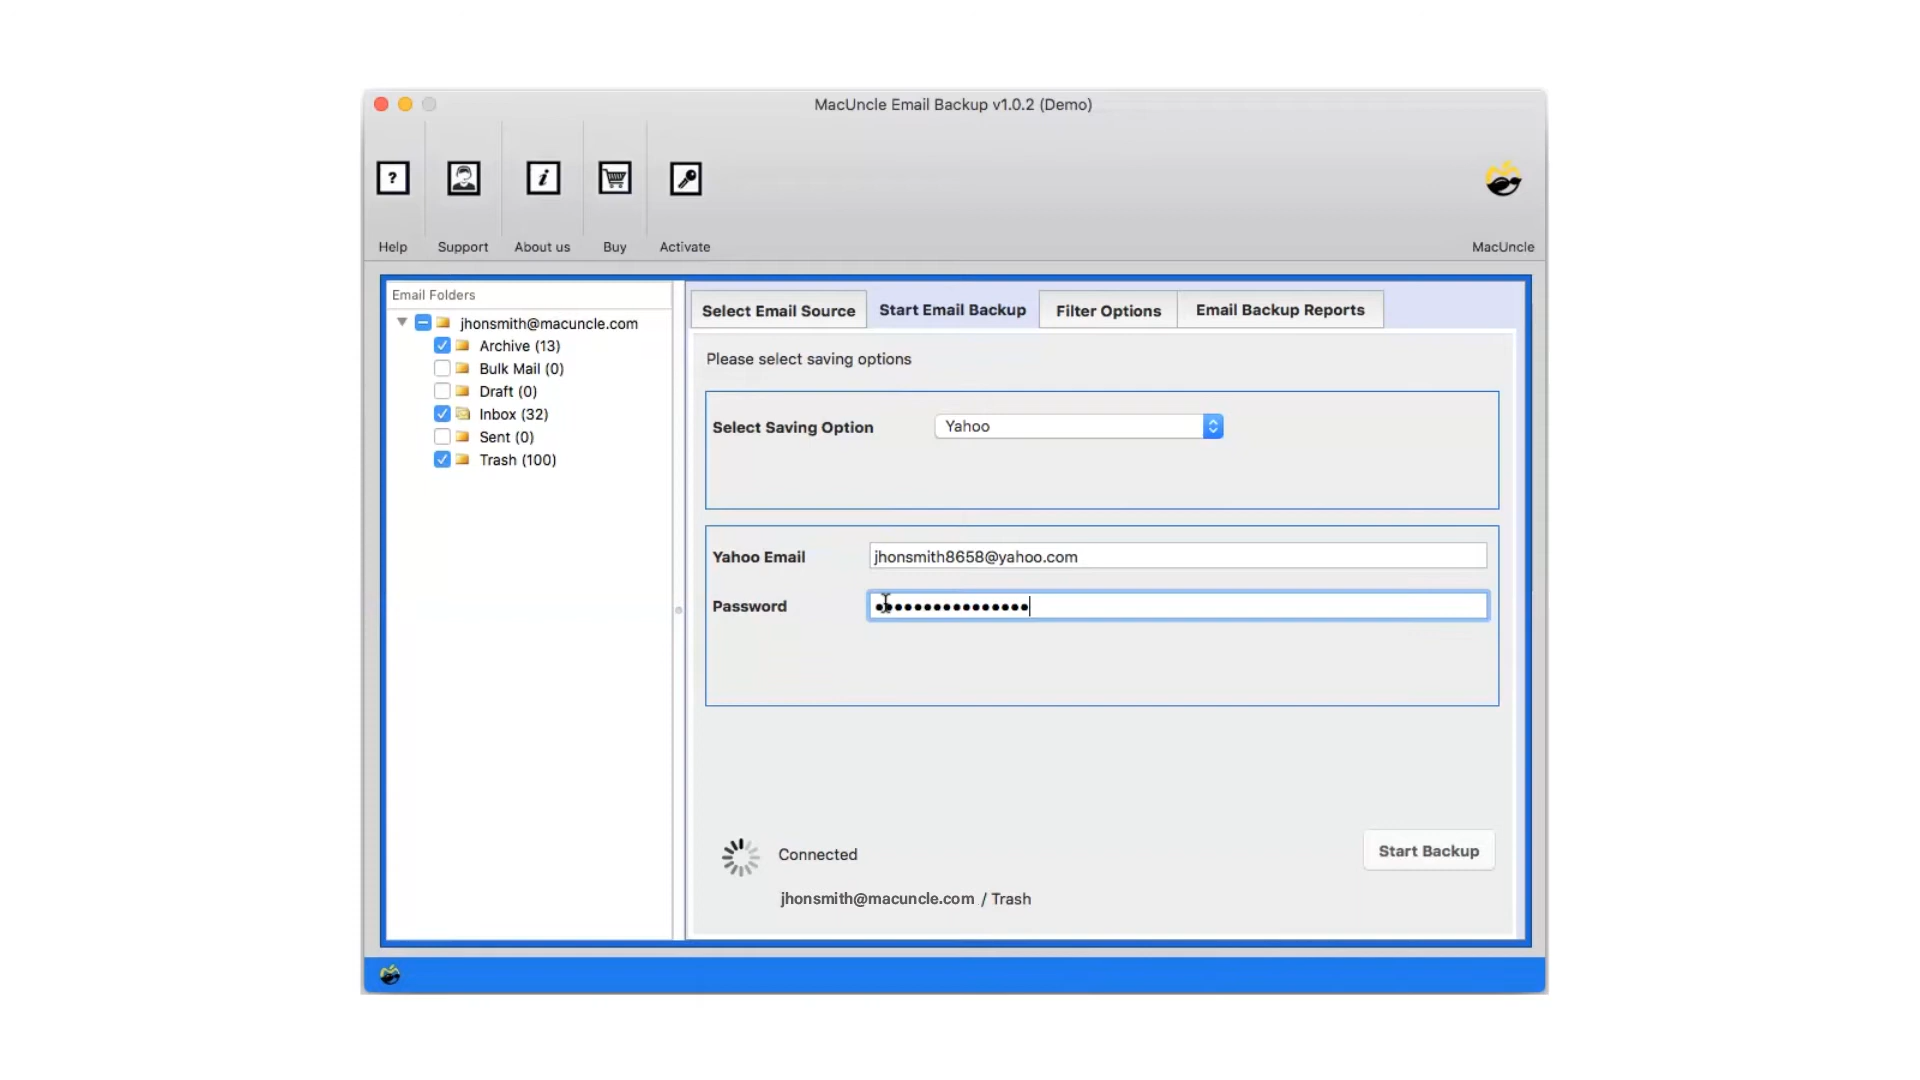 MacUncle Email Backup v1.0.2 (Demo)
?
i
Help
Support
About us
Buy
Activate
MacUncle
Email Folders
jhonsmith@macuncle.com
Archive (13)
Bulk Mail (0)
Draft (0)
Inbox (32)
Sent (0)
Trash (100)
Select Email Source
Start Email Backup
Filter Options
Email Backup Reports
Please select saving options
Select Saving Option
Yahoo
Yahoo Email
jhonsmith8658@yahoo.com
Password
Connected
Start Backup
jhonsmith@macuncle.com / Trash